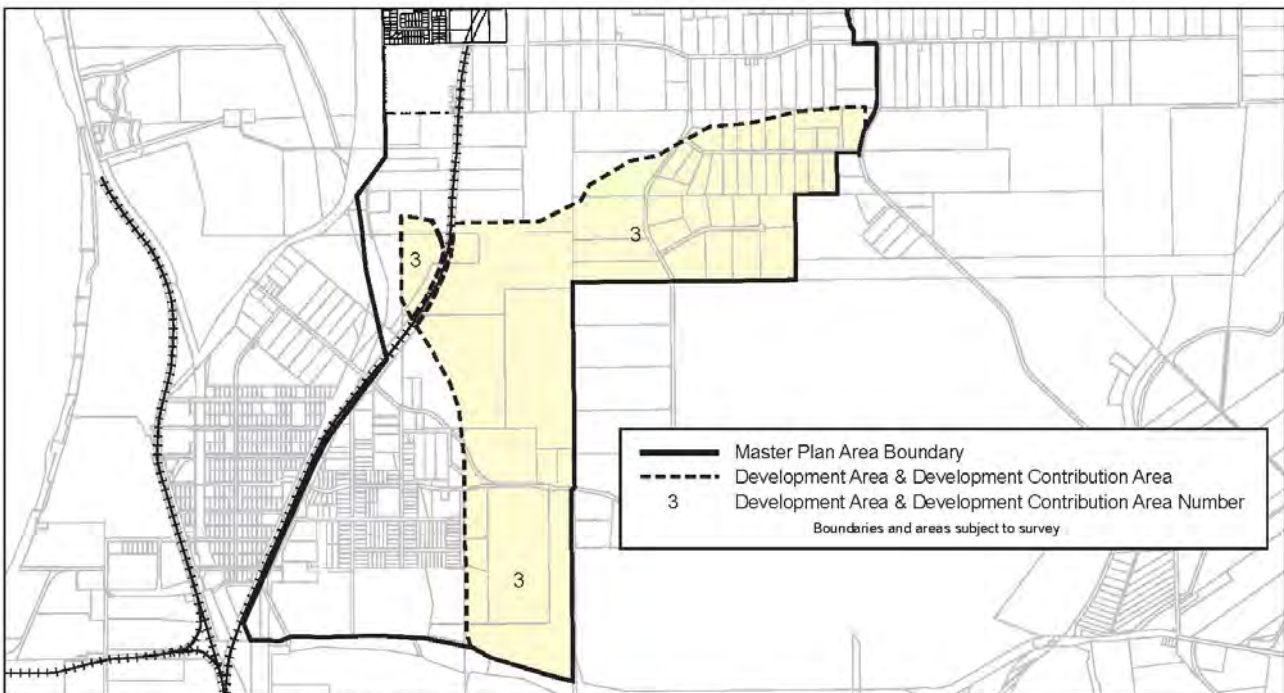 3
3
3
Master Plan Area Boundary
Development Area & Development Contribution Area
3 Development Area & Development Contribution Area Number
Boundaries and areas subject to survey